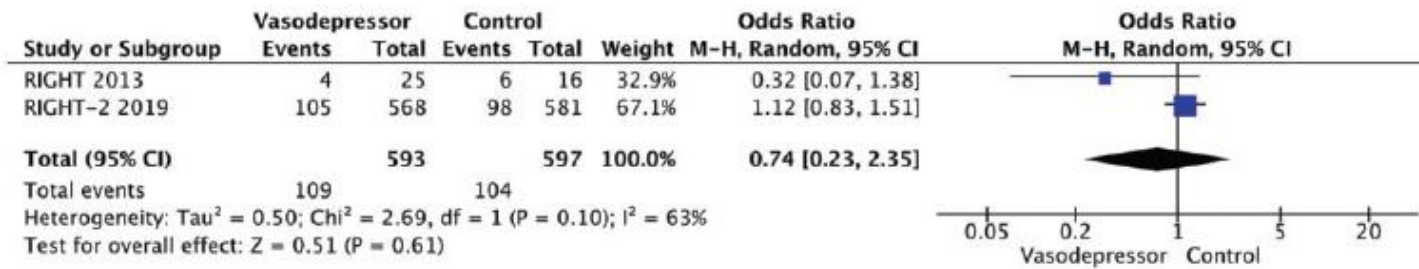 Vasodepressor Control Odds Ratio Odds Ratio
Study or Subgroup Events Total Events Total Weight M-H, Random, 95% CI M-H, Random, 95% CI
RIGHT 2013 4 25 6 16 32.9% 0.32 [0.07, 1.38]
RIGHT-2 2019 105 568 98 581 67.1% 1.12 [0.83, 1.51]
Total (95% CI) 593 597 100.0% 0.74 [0.23, 2.35]
Total events 109 104
Heterogeneity: Tau² = 0.50; Chi² = 2.69, df = 1 (P = 0.10); I² = 63%
Test for overall effect: Z = 0.51 (P = 0.61)
0.05 0.2 1 5 20
Vasodepressor Control